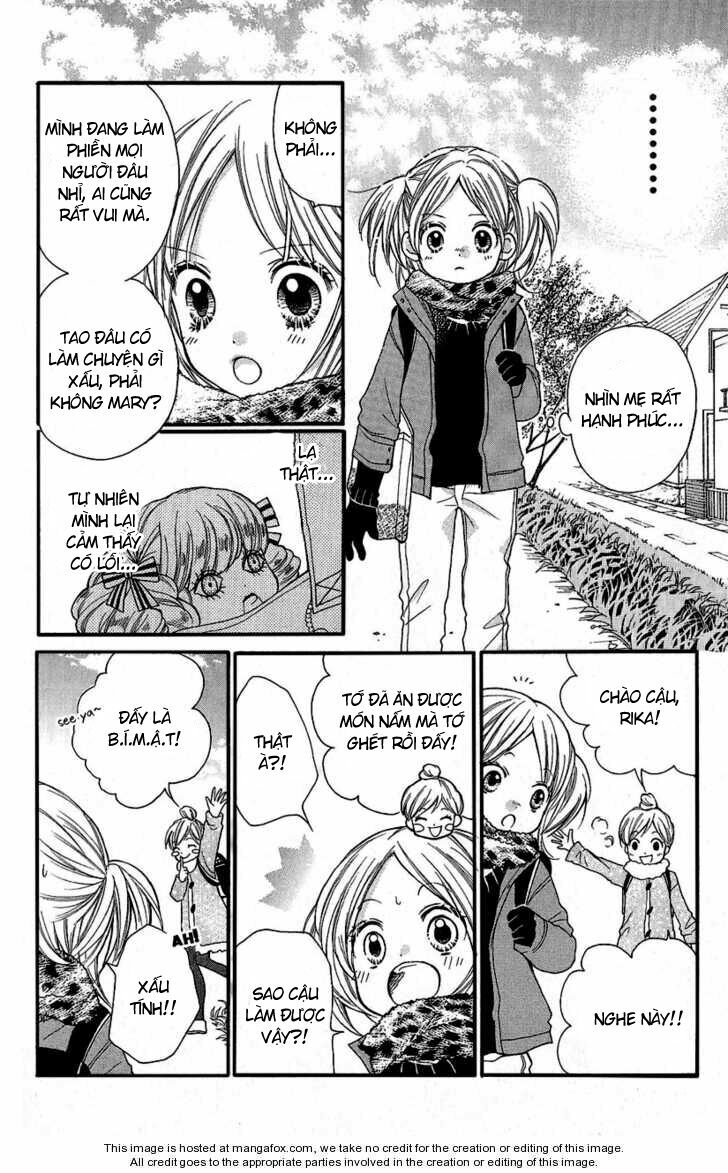 NHÌN MẸ RẤT
HẠNH PHÚC...
KHÔNG
PHẢI...
MÌNH ĐANG LÀM
PHIỀN MỌI
NGƯỜI ĐÂU
NHỈ, AI CŨNG
RẤT VUI MÀ.
TAO ĐÂU CÓ
LÀM CHUYỆN GÌ
XẤU, PHẢI
KHÔNG MARY?
LẠ
THẬT...
TỰ NHIÊN
MÌNH LẠI
CẢM THẤY
CÓ LỖI...
CHÀO CẬU,
RIKA!
NGHE NÀY!!
TỚ ĐÃ ĂN ĐƯỢC
MÓN NẤM MÀ TỚ
GHÉT RỒI ĐẤY!
THẬT
À?!
SAO CẬU
LÀM ĐƯỢC
VẬY?!
ĐẤY LÀ
B.Í.M.Ậ.T!
see ya~
AH!
XẤU
TÍNH!!
This image is hosted at mangafox.com, we take no credit for the creation or editing of this image.
All credit goes to the appropriate parties involved in the creation or editing of this image.